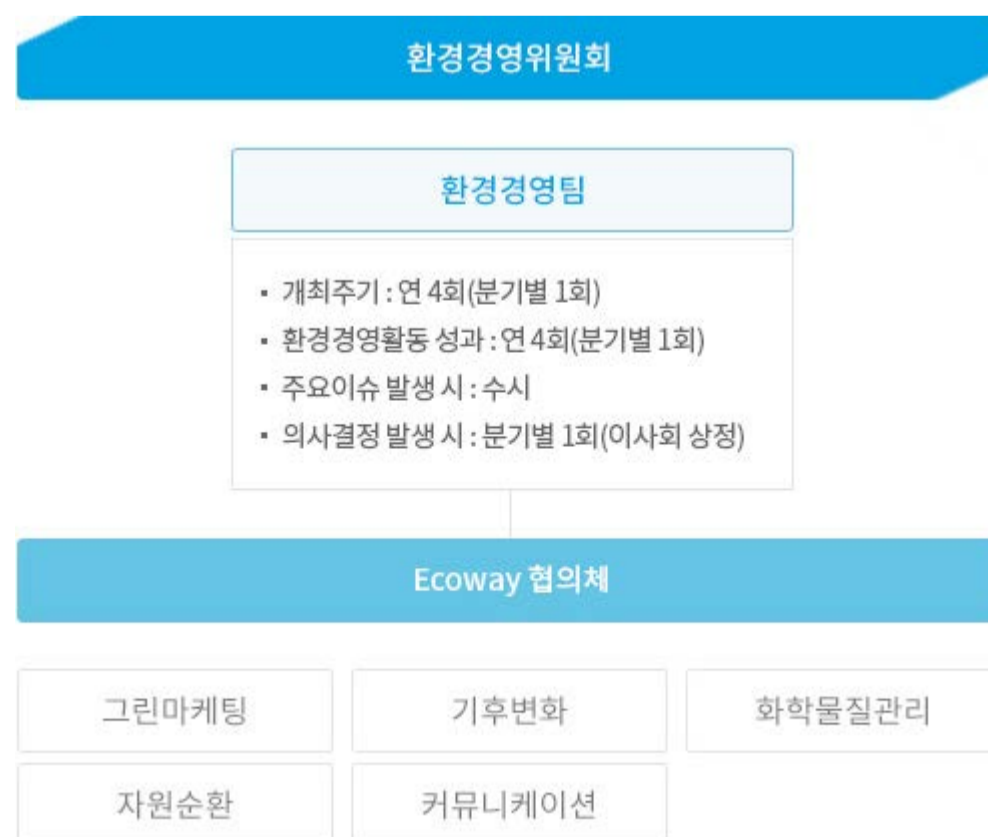 환경경영위원회
환경경영팀
▪ 개최주기 : 연 4회(분기별 1회)
▪ 환경경영활동 성과 : 연 4회(분기별 1회)
▪ 주요이슈 발생 시 : 수시
▪ 의사결정 발생 시 : 분기별 1회(이사회 상정)
Ecoway 협의체
그린마케팅 기후변화 화학물질관리
자원순환 커뮤니케이션